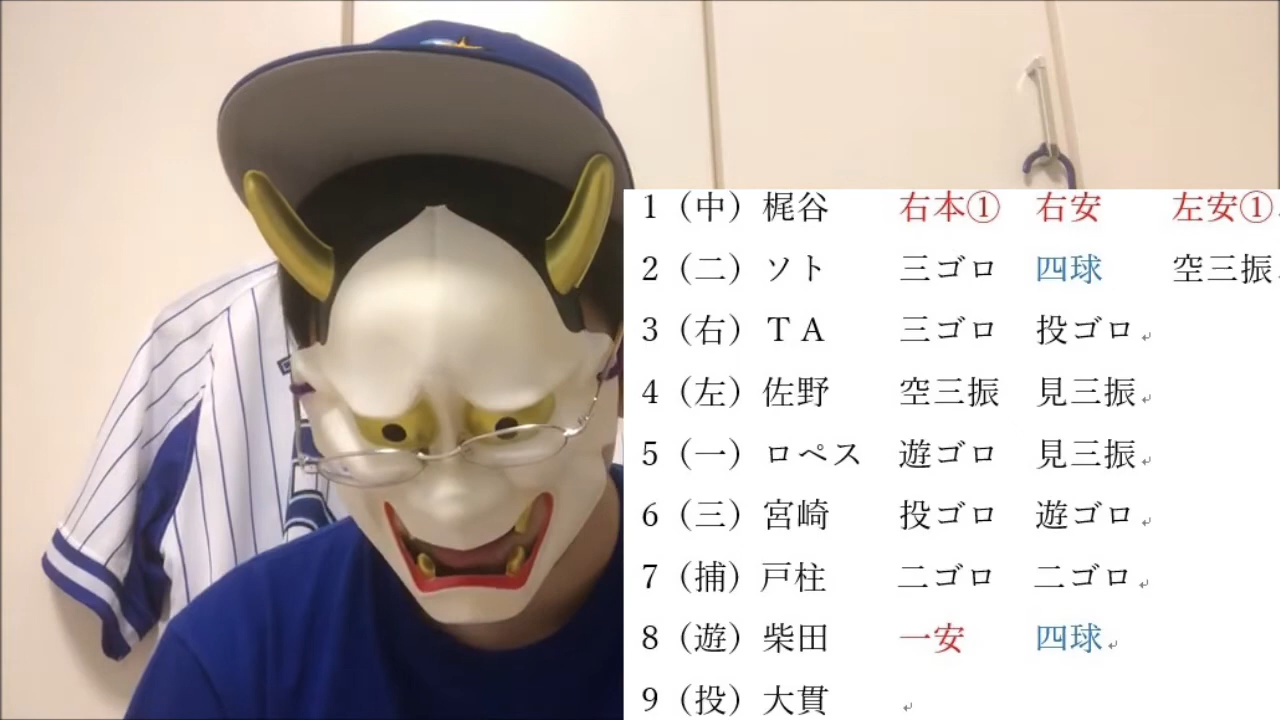 1（中）梶谷 右本① 右安 左安①
2（二）ソト 三ゴロ 四球 空三振
3（右）ＴＡ 三ゴロ 投ゴロ
4（左）佐野 空三振 見三振
5（一）ロペス 遊ゴロ 見三振
6（三）宮崎 投ゴロ 遊ゴロ
7（捕）戸柱 二ゴロ 二ゴロ
8（遊）柴田 一安 四球
9（投）大貫